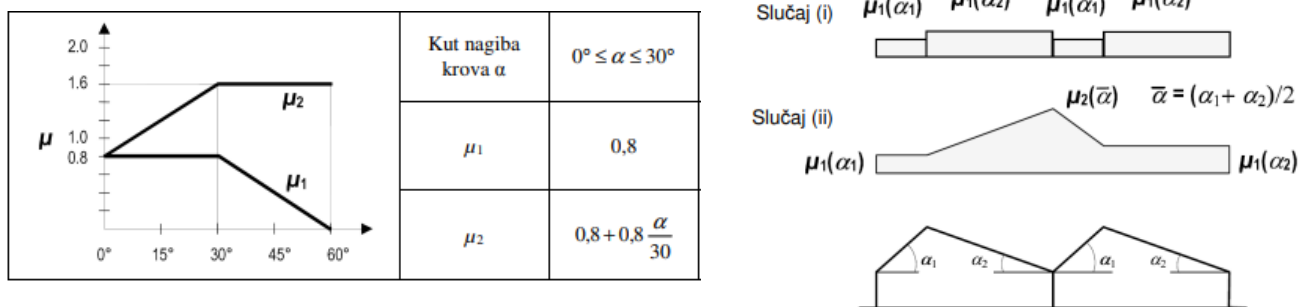 2.0
1.6
1.0
0.8
μ
μ₂
μ₁
0° 15° 30° 45° 60°
Kut nagiba krova α
0° ≤ α ≤ 30°
μ₁
0,8
μ₂
0,8 + 0,8 α/30
Slučaj (i) μ₁(α₁) μ₁(α₂) μ₁(α₁) μ₁(α₂)
μ₂(ᾱ) ᾱ = (α₁+ α₂)/2
Slučaj (ii)
μ₁(α₁) μ₁(α₂)
α₁ α₂ α₁ α₂